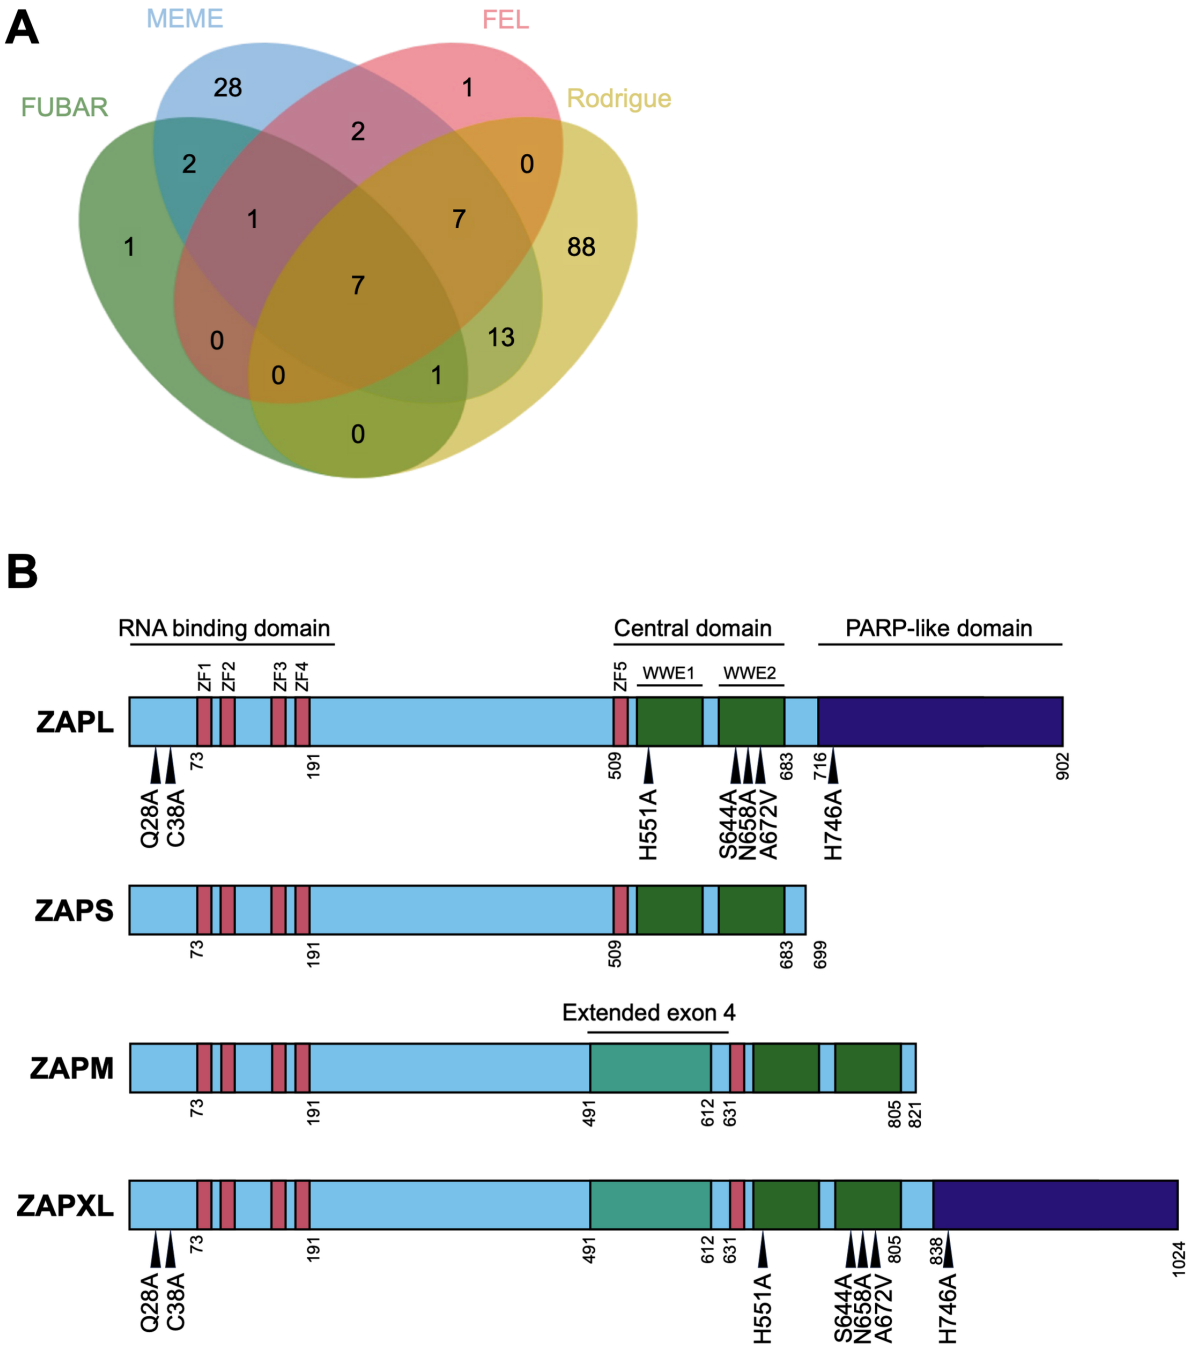 A
MEME
FEL
FUBAR
Rodrigue
28
1
2
2
0
1
7
1
88
7
0
13
0
1
0
B
RNA binding domain
Central domain
PARP-like domain
ZF1
ZF2
ZF3
ZF4
ZF5
WWE1
WWE2
ZAPL
73
191
509
683
716
902
Q28A
C38A
H551A
S644A
N658A
A672V
H746A
ZAPS
73
191
509
683
699
Extended exon 4
ZAPM
73
191
491
612
631
805
821
ZAPXL
73
191
491
612
631
805
838
1024
Q28A
C38A
H551A
S644A
N658A
A672V
H746A